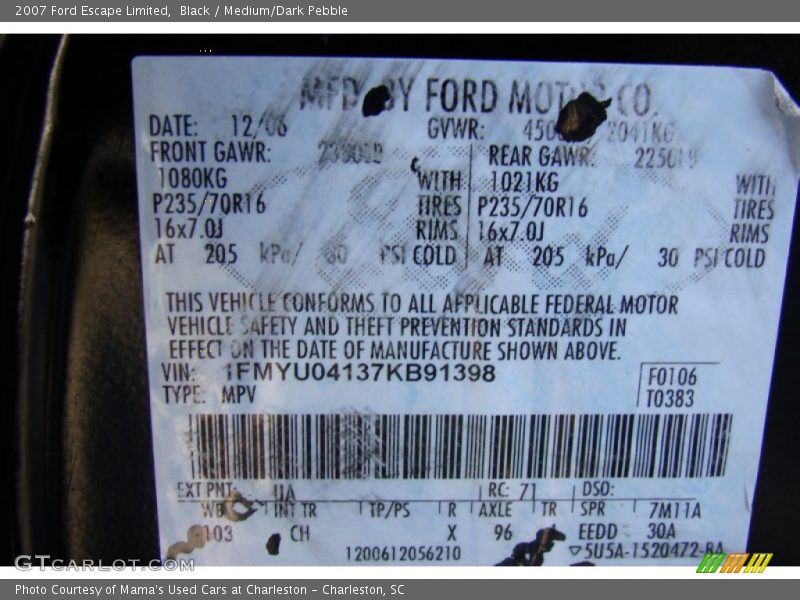 2007 Ford Escape Limited, Black / Medium/Dark Pebble
MFD BY FORD MOTOR CO.
DATE: 12/06 GVWR: 2041KG
FRONT GAWR: REAR GAWR:
1080KG WITH 1021KG WITH
P235/70R16 TIRES P235/70R16 TIRES
16x7.0J RIMS 16x7.0J RIMS
AT 205 kPa/ 30 PSI COLD AT 205 kPa/ 30 PSI COLD
THIS VEHICLE CONFORMS TO ALL APPLICABLE FEDERAL MOTOR
VEHICLE SAFETY AND THEFT PREVENTION STANDARDS IN
EFFECT ON THE DATE OF MANUFACTURE SHOWN ABOVE.
VIN: 1FMYU04137KB91398 F0106
TYPE: MPV T0383
EXT PNT: UA RC: 71 DSO:
WB INT TR TP/PS R AXLE TR SPR 7M11A
103 CH X 96 EEDD 30A
1200612056210 ▽5U5A-1520472-BA
GTCarLot.com
Photo Courtesy of Mama's Used Cars at Charleston - Charleston, SC